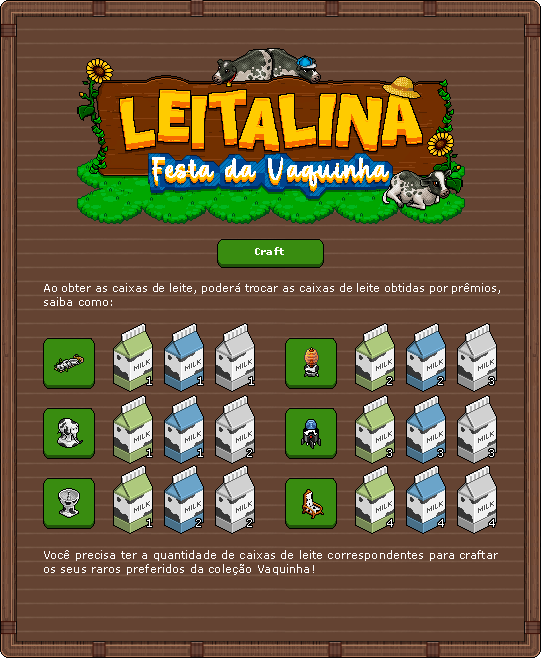 LEITALINA
Festa da Vaquinha
Craft
Ao obter as caixas de leite, poderá trocar as caixas de leite obtidas por prêmios,
saiba como:
MILK 1 MILK 1 MILK 1 MILK 2 MILK 2 MILK 3
MILK 1 MILK 1 MILK 2 MILK 3 MILK 3 MILK 3
MILK 1 MILK 2 MILK 2 MILK 4 MILK 4 MILK 4
Você precisa ter a quantidade de caixas de leite correspondentes para craftar
os seus raros preferidos da coleção Vaquinha!